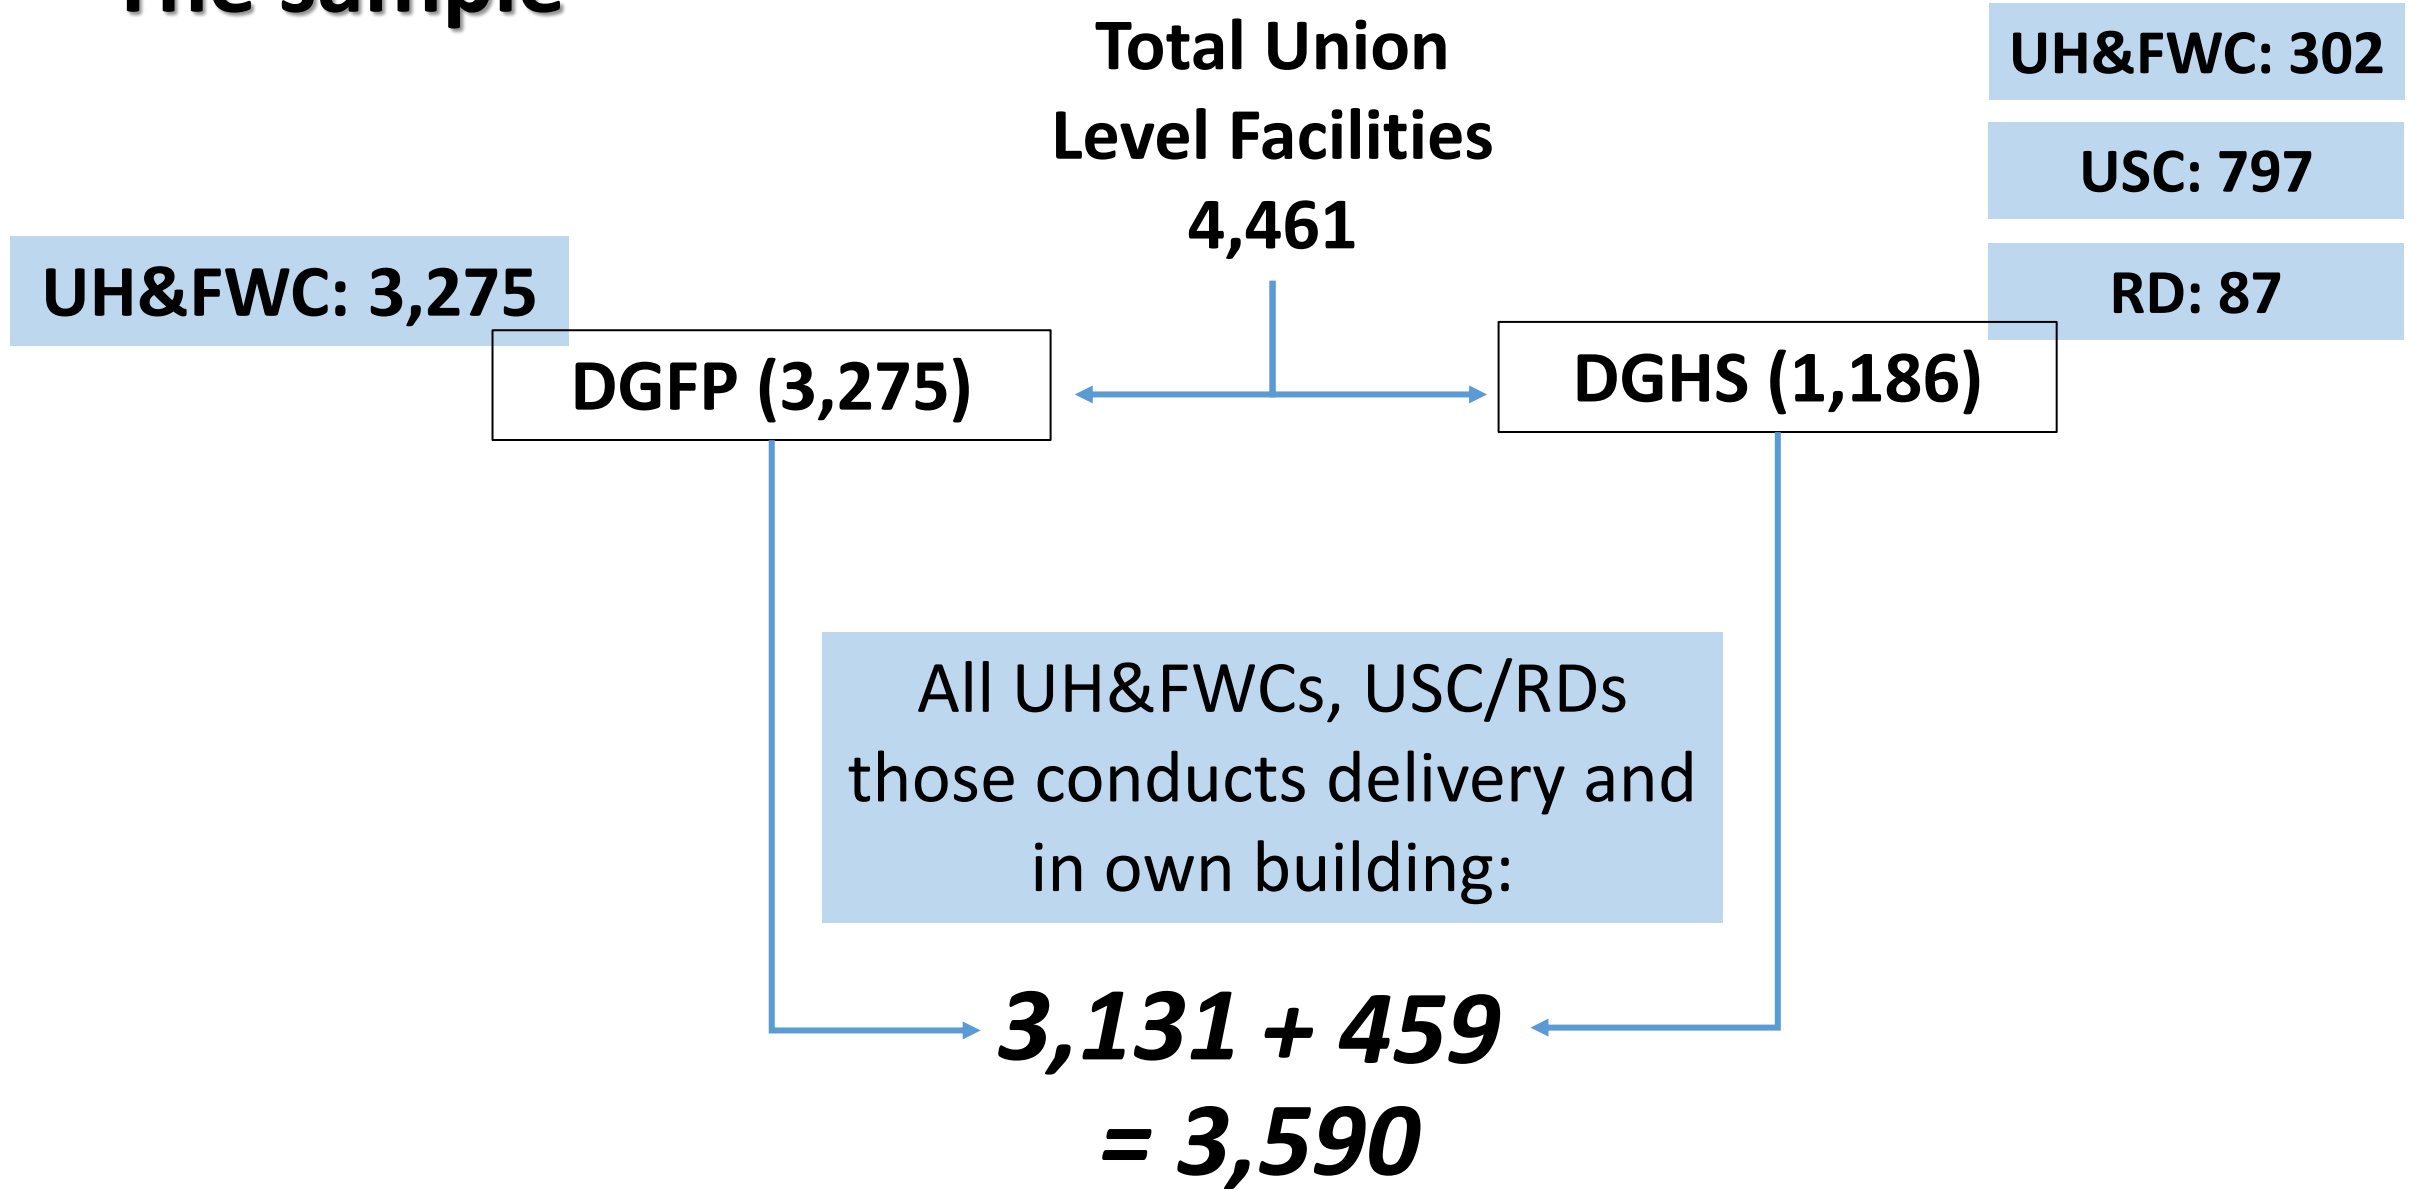 The sample
Total Union
Level Facilities
4,461
UH&FWC: 302
USC: 797
RD: 87
UH&FWC: 3,275
DGFP (3,275)
DGHS (1,186)
All UH&FWCs, USC/RDs
those conducts delivery and
in own building:
3,131 + 459
= 3,590